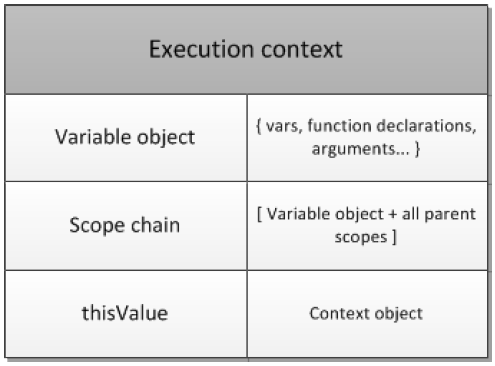 Execution context
Variable object
{ vars, function declarations,
arguments... }
Scope chain
[ Variable object + all parent
scopes ]
thisValue
Context object